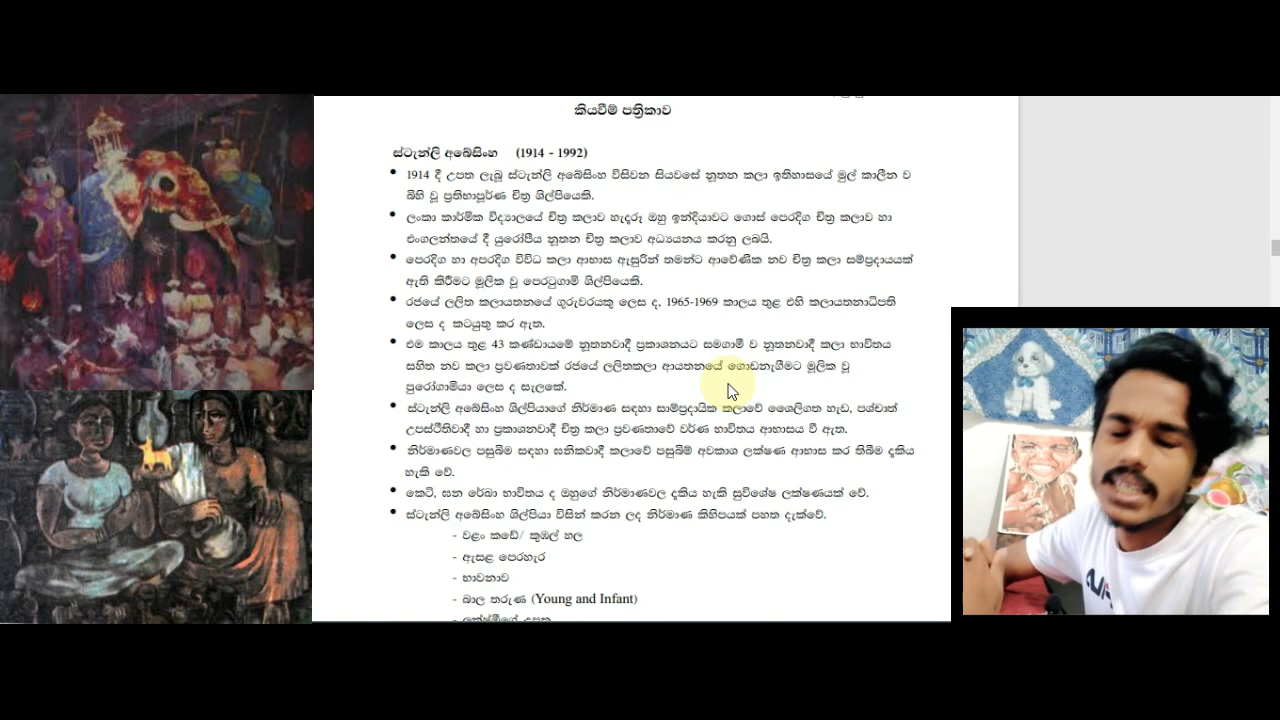 කියවීම් පත්‍රිකාව
ස්ටැන්ලි අබේසිංහ (1914 - 1992)
• 1914 දී උපත ලැබූ ස්ටැන්ලි අබේසිංහ විසිවන සියවසේ නූතන කලා ඉතිහාසයේ මුල් කාලීන ව
බිහි වූ ප්‍රතිභාපූර්ණ චිත්‍ර ශිල්පියෙකි.
• ලංකා කාර්මික විද්‍යාලයේ චිත්‍ර කලාව හැදෑරූ ඔහු ඉන්දියාවට ගොස් පෙරදිග චිත්‍ර කලාව හා
එංගලන්තයේ දී යුරෝපීය නූතන චිත්‍ර කලාව අධ්‍යයනය කරනු ලබයි.
• පෙරදිග හා අපරදිග විවිධ කලා ආභාස ඇසුරින් තමන්ට ආවේණික නව චිත්‍ර කලා සම්ප්‍රදායයක්
ඇති කිරීමට මූලික වූ පෙරටුගාමි ශිල්පියෙකි.
• රජයේ ලලිත කලායතනයේ ගුරුවරයකු ලෙස ද, 1965-1969 කාලය තුළ එහි කලායතනාධිපති
ලෙස ද කටයුතු කර ඇත.
• එම කාලය තුළ 43 කණ්ඩායමේ නූතනවාදී ප්‍රකාශනයට සමගාමී ව නූතනවාදී කලා භාවිතය
සහිත නව කලා ප්‍රවණතාවක් රජයේ ලලිතකලා ආයතනයේ ගොඩනැගීමට මූලික වූ
පුරෝගාමියා ලෙස ද සැලකේ.
• ස්ටැන්ලි අබේසිංහ ශිල්පියාගේ නිර්මාණ සඳහා සාම්ප්‍රදායික කලාවේ ශෛලිගත හැඩ, පශ්චාත්
උපස්ථිතිවාදී හා ප්‍රකාශනවාදී චිත්‍ර කලා ප්‍රවණතාවේ වර්ණ භාවිතය ආභාසය වී ඇත.
• නිර්මාණවල පසුබිම සඳහා ඝනිකවාදී කලාවේ පසුබිම් අවකාශ ලක්ෂණ ආභාස කර තිබීම දැකිය
හැකි වේ.
• කෙටි, ඝන රේඛා භාවිතය ද ඔහුගේ නිර්මාණවල දැකිය හැකි සුවිශේෂ ලක්ෂණයක් වේ.
• ස්ටැන්ලි අබේසිංහ ශිල්පියා විසින් කරන ලද නිර්මාණ කිහිපයක් පහත දැක්වේ.
- වළං කඩේ/ කුඹල් හල
- ඇසළ පෙරහැර
- භාවනාව
- බාල තරුණ (Young and Infant)
- ලක්ෂ්මීගේ උපත